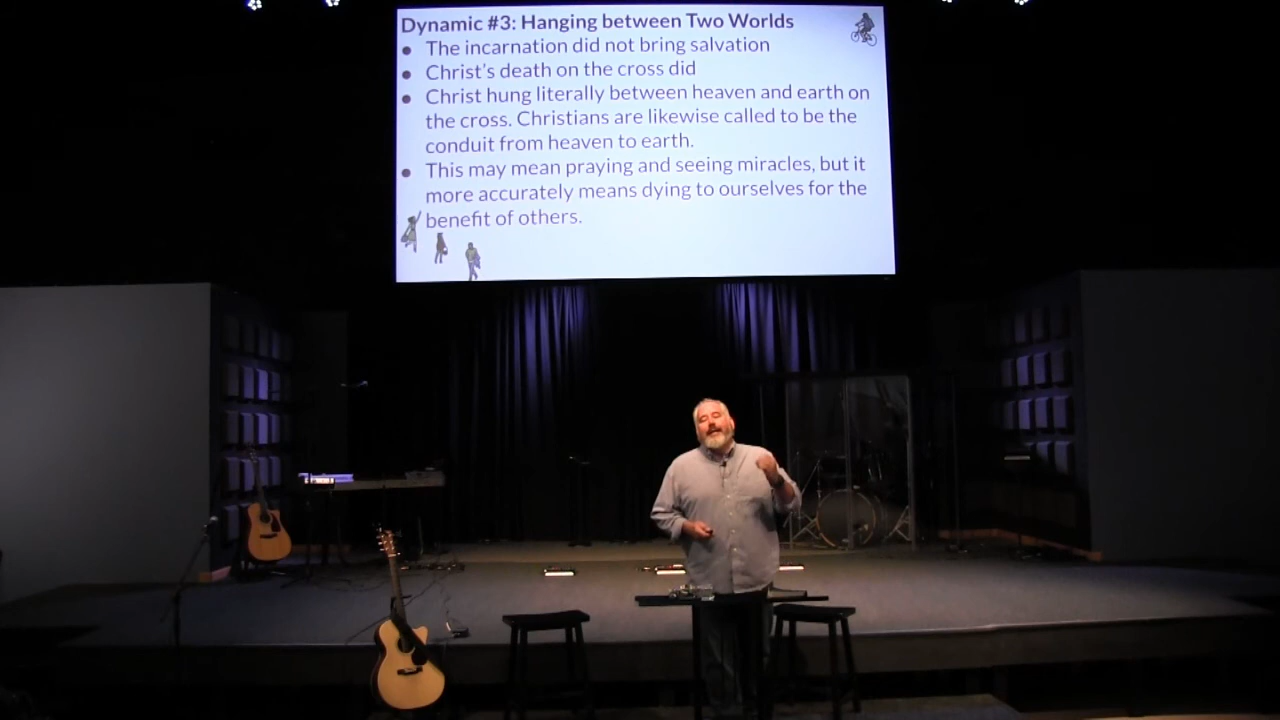 Dynamic #3: Hanging between Two Worlds
● The incarnation did not bring salvation
● Christ's death on the cross did
● Christ hung literally between heaven and earth on
the cross. Christians are likewise called to be the
conduit from heaven to earth.
● This may mean praying and seeing miracles, but it
more accurately means dying to ourselves for the
benefit of others.